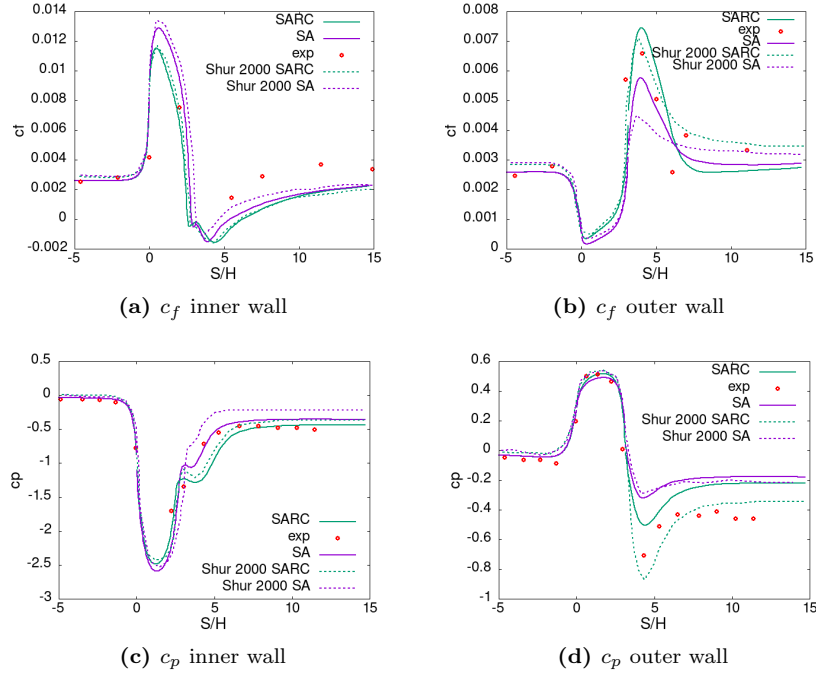 0.014
0.012
0.01
0.008
0.006
0.004
0.002
0
-0.002
cf
-5 0 5 10 15
S/H
SARC
SA
exp
Shur 2000 SARC
Shur 2000 SA
(a) c_f inner wall
0.008
0.007
0.006
0.005
0.004
0.003
0.002
0.001
0
cf
-5 0 5 10 15
S/H
SARC
exp
SA
Shur 2000 SARC
Shur 2000 SA
(b) c_f outer wall
0.5
0
-0.5
-1
-1.5
-2
-2.5
-3
cp
-5 0 5 10 15
S/H
SARC
exp
SA
Shur 2000 SARC
Shur 2000 SA
(c) c_p inner wall
0.6
0.4
0.2
0
-0.2
-0.4
-0.6
-0.8
-1
cp
-5 0 5 10 15
S/H
SARC
exp
SA
Shur 2000 SARC
Shur 2000 SA
(d) c_p outer wall